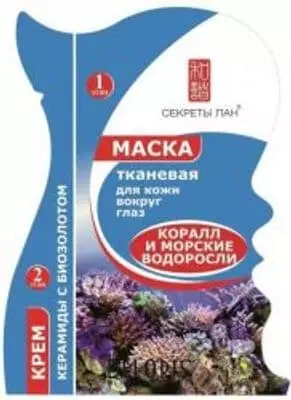 1
ЭТАП
СЕКРЕТЫ ЛАН®
МАСКА
тканевая
для кожи
вокруг
глаз
КОРАЛЛ
И МОРСКИЕ
ВОДОРОСЛИ
2
ЭТАП
КРЕМ
КЕРАМИДЫ С БИОЗОЛОТОМ